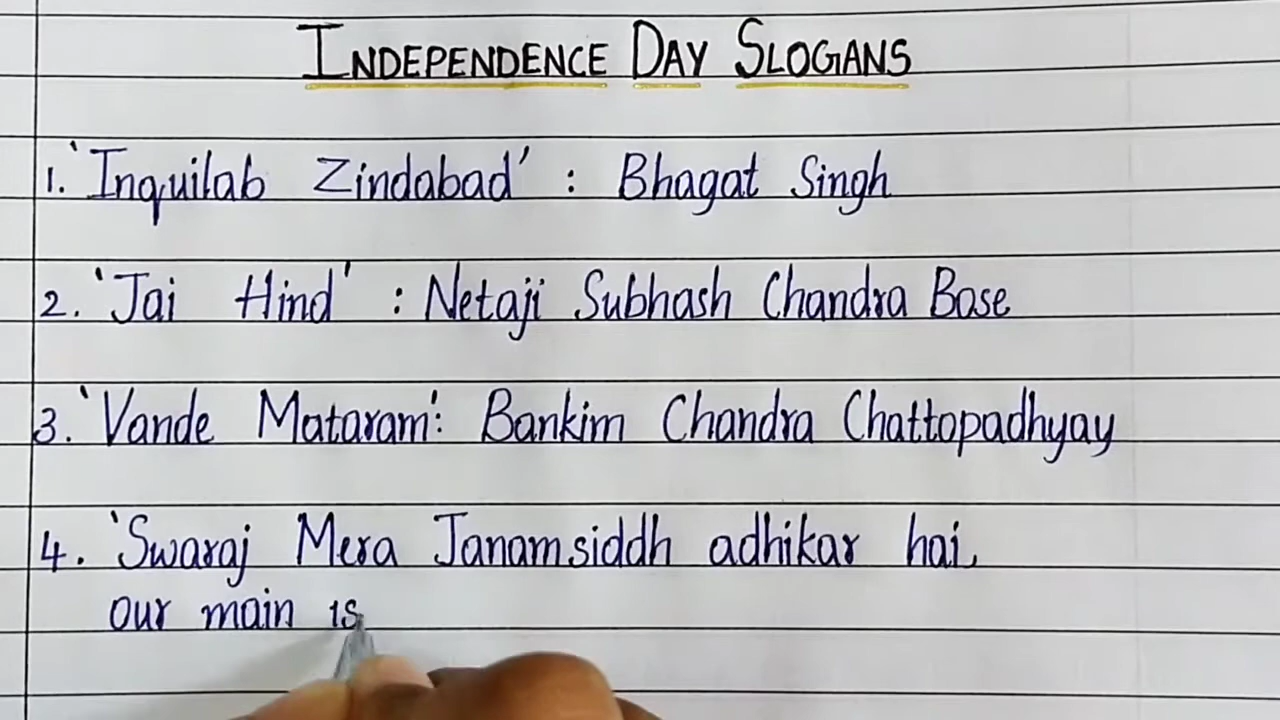 INDEPENDENCE DAY SLOGANS
1. 'Inquilab Zindabad' : Bhagat Singh
2. 'Jai Hind' : Netaji Subhash Chandra Bose
3. 'Vande Mataram' : Bankim Chandra Chattopadhyay
4. 'Swaraj Mera Janamsiddh adhikar hai,
our main is